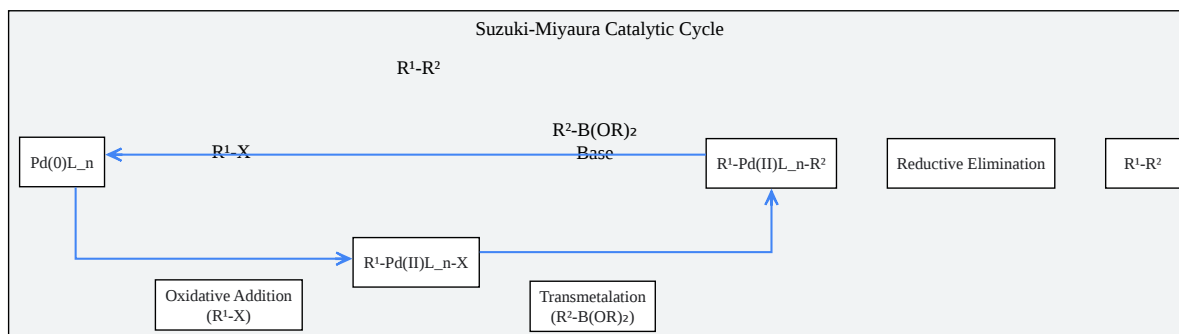 Suzuki-Miyaura Catalytic Cycle
R¹-R²
R²-B(OR)₂
Base
R¹-X
Pd(0)L_n
R¹-Pd(II)L_n-R²
Reductive Elimination
R¹-R²
R¹-Pd(II)L_n-X
Oxidative Addition
(R¹-X)
Transmetalation
(R²-B(OR)₂)